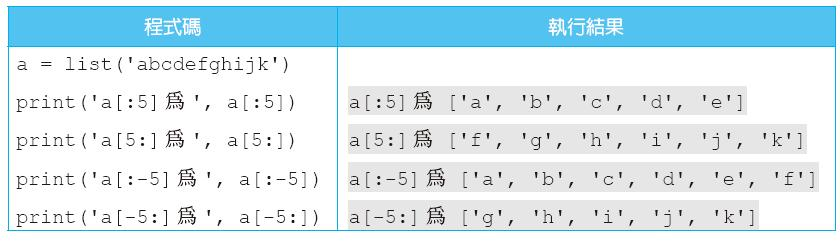 程式碼 執行結果
a = list('abcdefghijk')
print('a[:5]爲', a[:5]) a[:5]爲 ['a', 'b', 'c', 'd', 'e']
print('a[5:]爲', a[5:]) a[5:]爲 ['f', 'g', 'h', 'i', 'j', 'k']
print('a[:-5]爲', a[:-5]) a[:-5]爲 ['a', 'b', 'c', 'd', 'e', 'f']
print('a[-5:]爲', a[-5:]) a[-5:]爲 ['g', 'h', 'i', 'j', 'k']